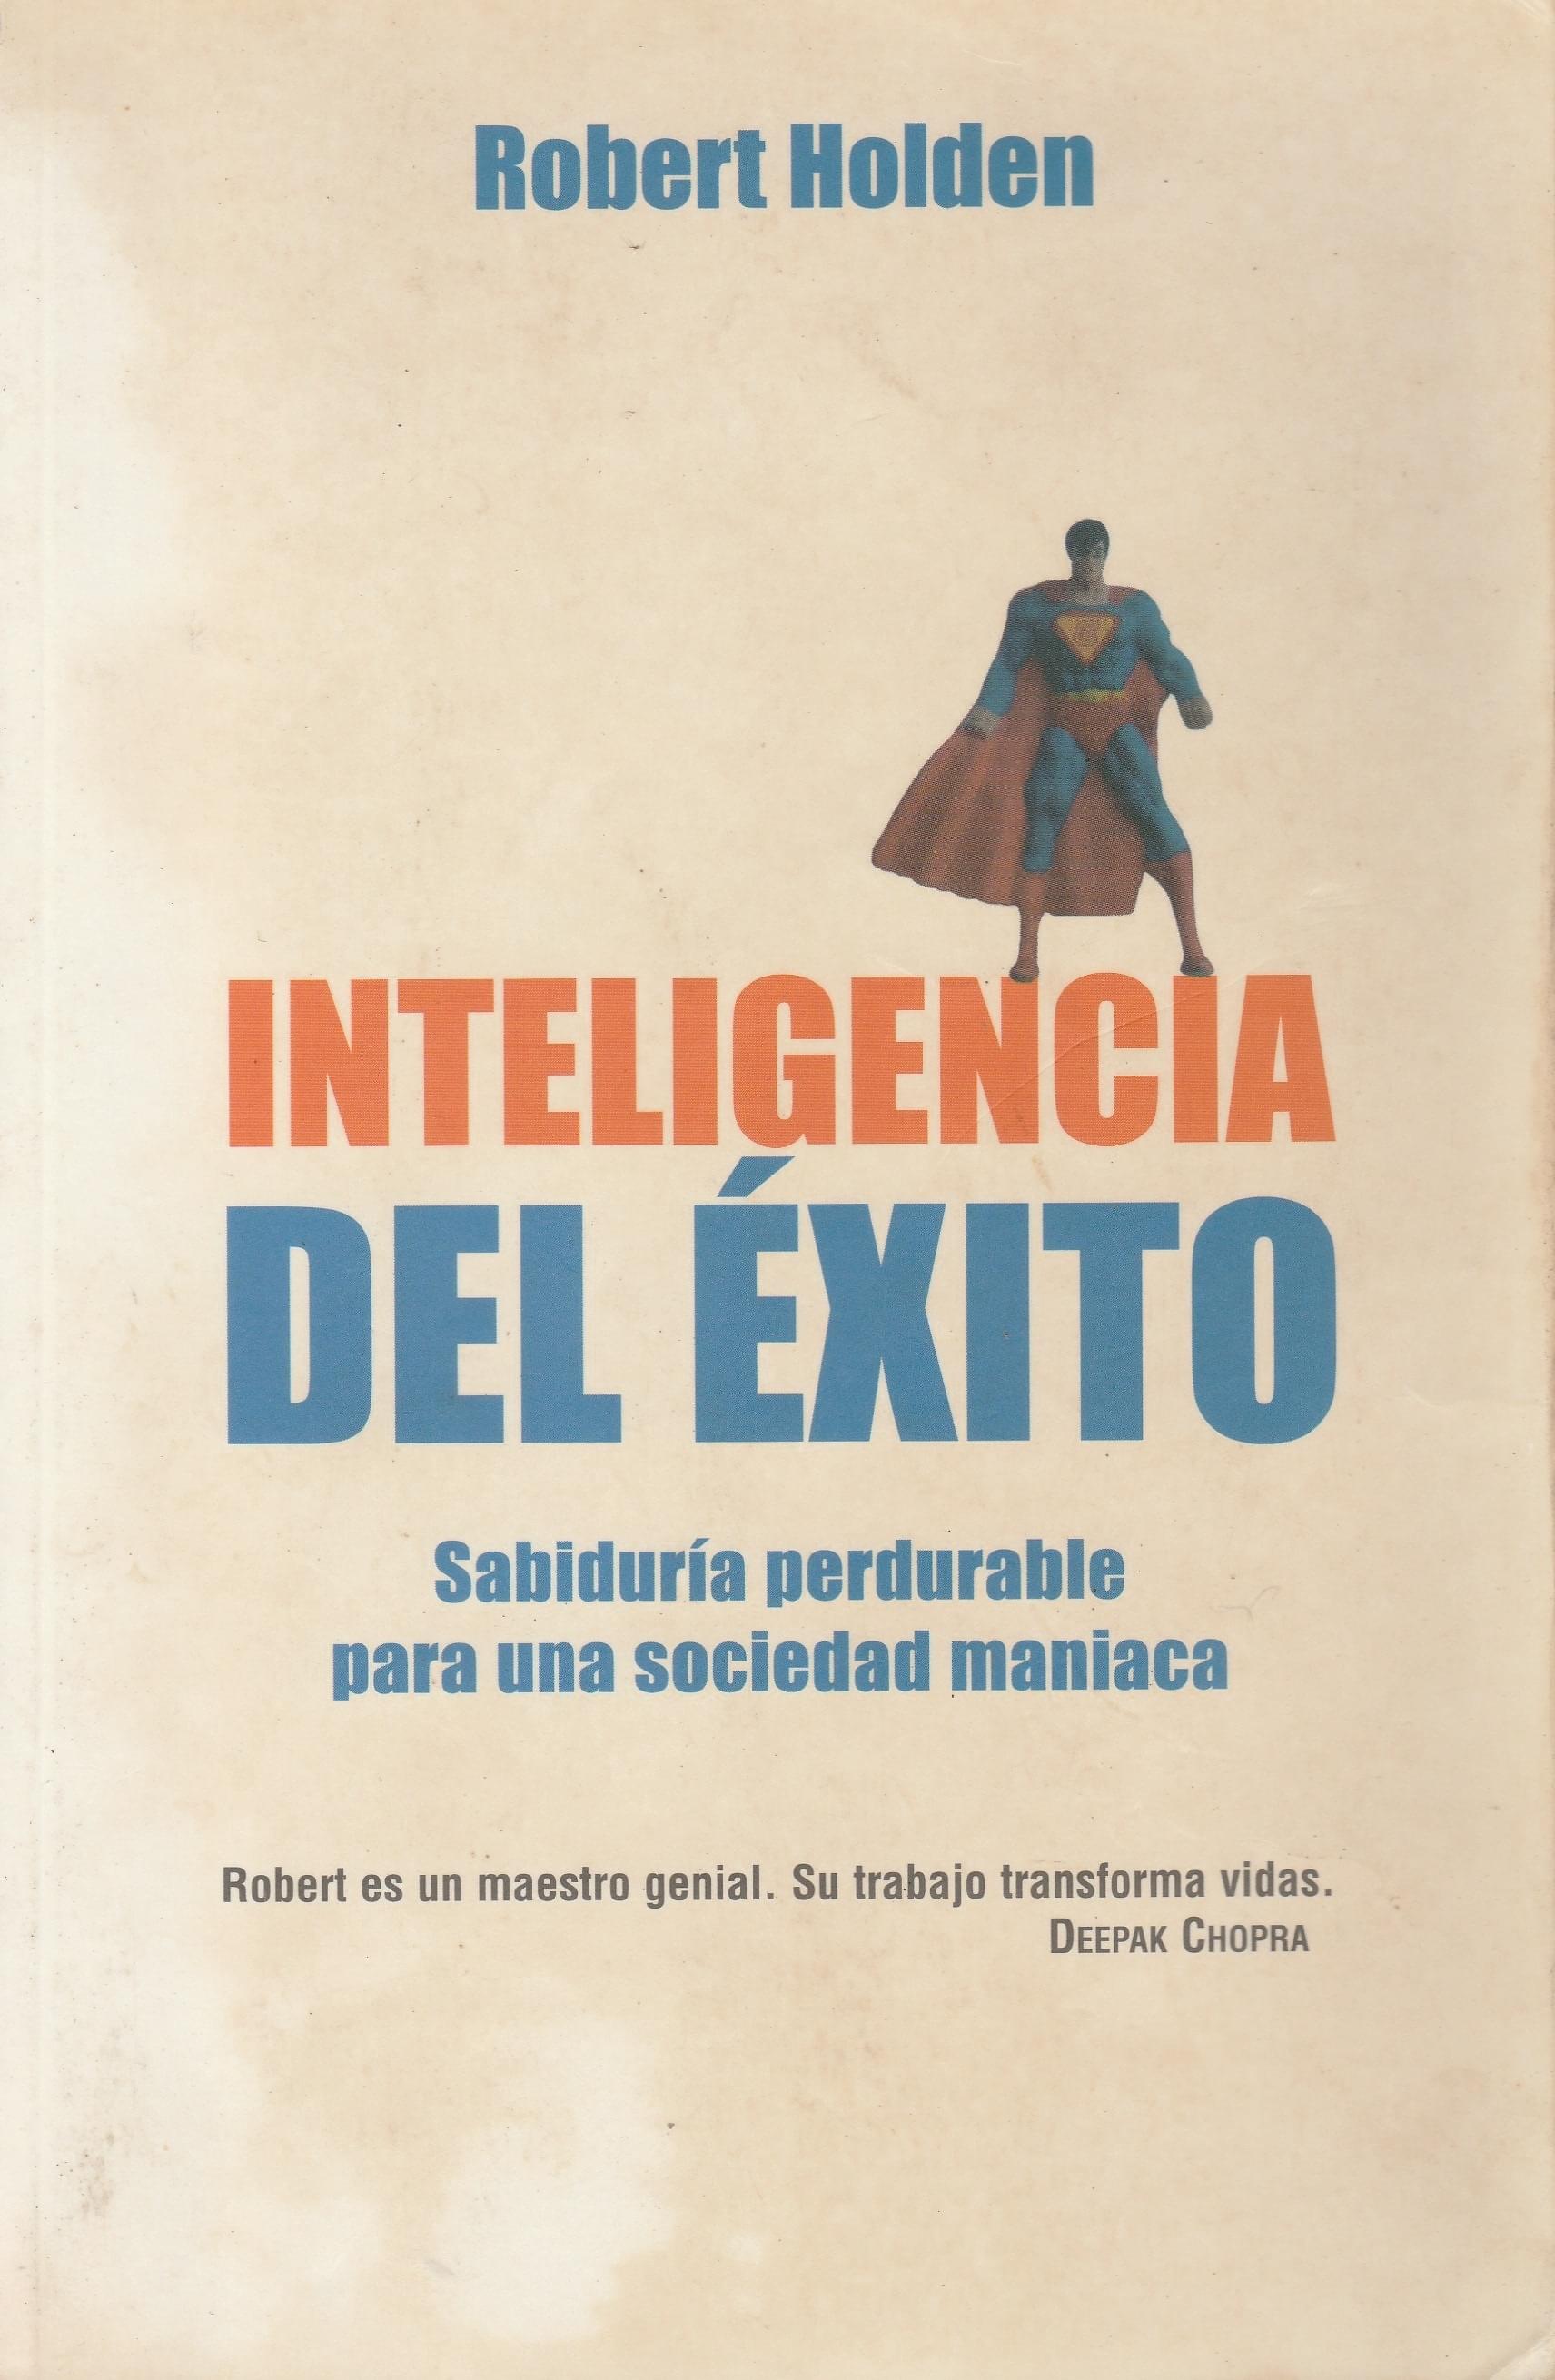 Robert Holden
INTELIGENCIA
DEL ÉXITO
Sabiduría perdurable
para una sociedad maniaca
Robert es un maestro genial. Su trabajo transforma vidas.
DEEPAK CHOPRA